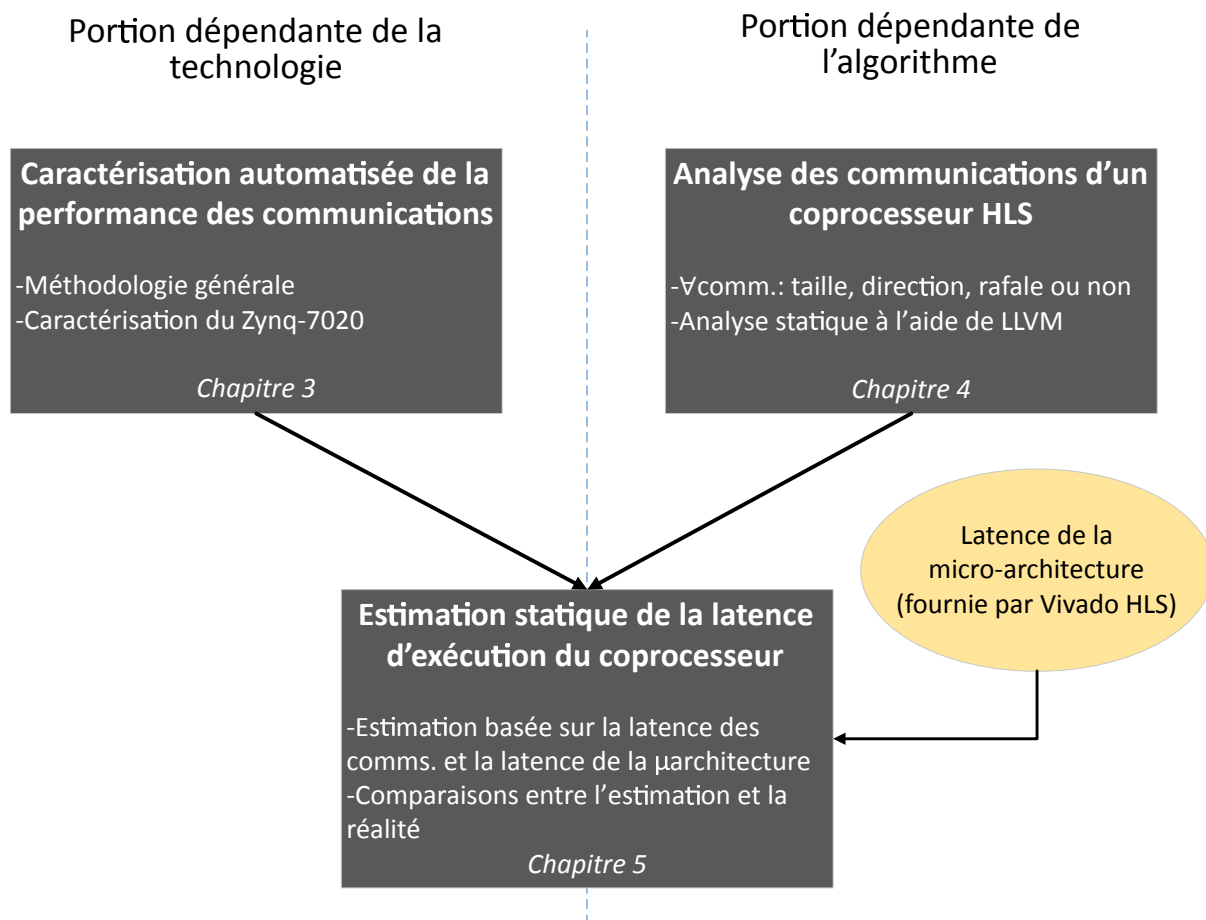 Portion dépendante de la
technologie
Portion dépendante de
l’algorithme
Caractérisation automatisée de la
performance des communications
-Méthodologie générale
-Caractérisation du Zynq-7020
Chapitre 3
Analyse des communications d’un
coprocesseur HLS
-∀comm.: taille, direction, rafale ou non
-Analyse statique à l’aide de LLVM
Chapitre 4
Latence de la
micro-architecture
(fournie par Vivado HLS)
Estimation statique de la latence
d’exécution du coprocesseur
-Estimation basée sur la latence des
comms. et la latence de la µarchitecture
-Comparaisons entre l’estimation et la
réalité
Chapitre 5